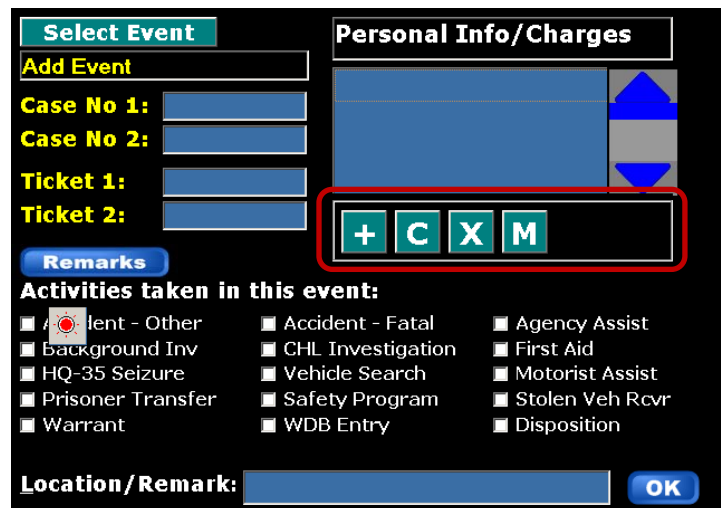 Select Event
Personal Info/Charges
Add Event
Case No 1:
Case No 2:
Ticket 1:
Ticket 2:
+ C X M
Remarks
Activities taken in this event:
dent - Other
Accident - Fatal
Agency Assist
Background Inv
CHL Investigation
First Aid
HQ-35 Seizure
Vehicle Search
Motorist Assist
Prisoner Transfer
Safety Program
Stolen Veh Rcvr
Warrant
WDB Entry
Disposition
Location/Remark:
OK